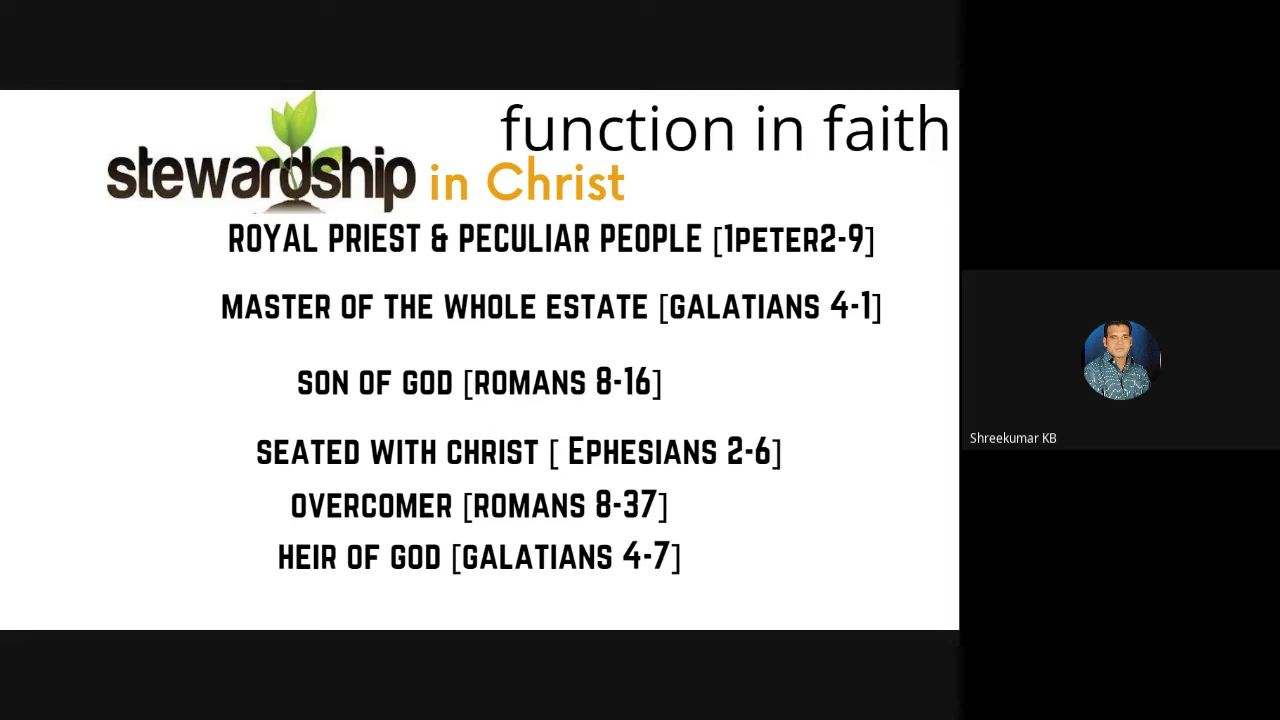 function in faith
stewardship in Christ
ROYAL PRIEST & PECULIAR PEOPLE [1PETER2-9]
MASTER OF THE WHOLE ESTATE [GALATIANS 4-1]
SON OF GOD [ROMANS 8-16]
SEATED WITH CHRIST [ EPHESIANS 2-6]
OVERCOMER [ROMANS 8-37]
HEIR OF GOD [GALATIANS 4-7]
Shreekumar KB